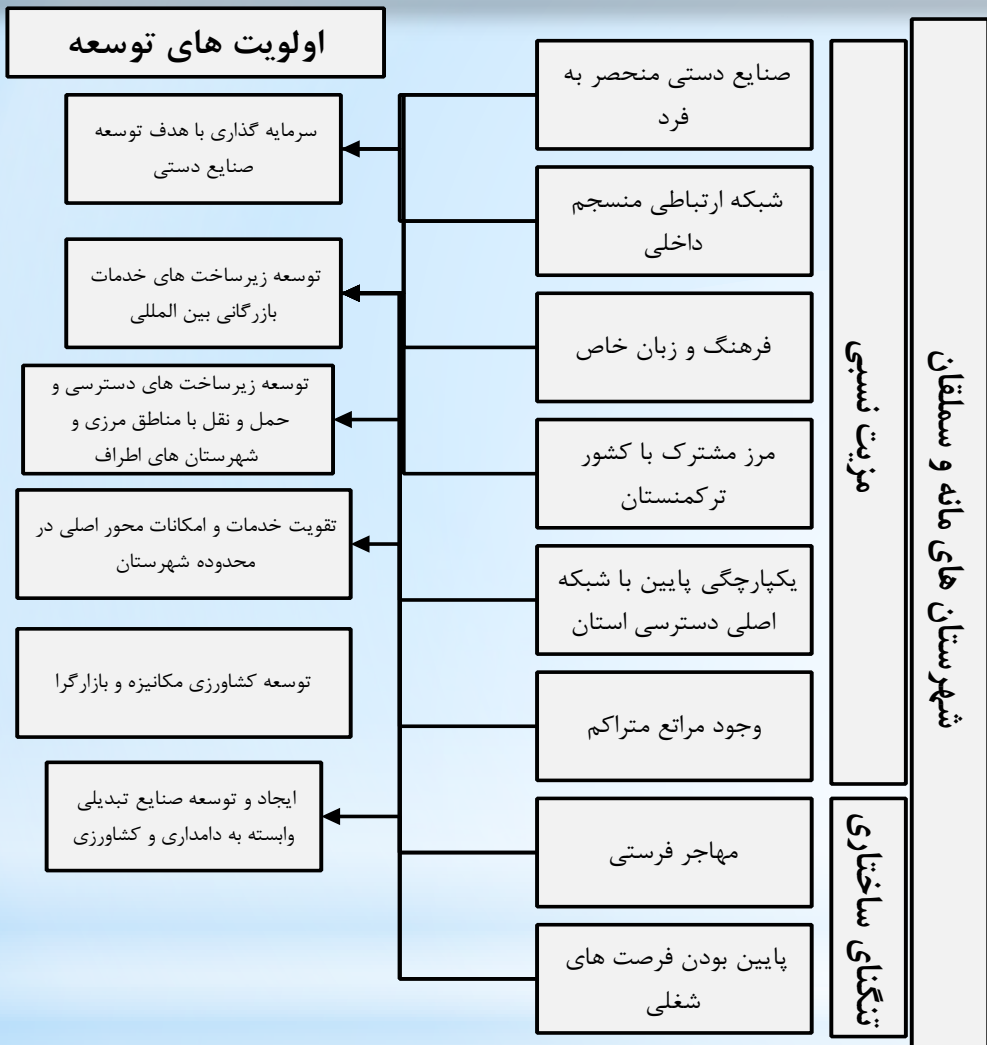 شهرستان های مانه و سملقان
مزیت نسبی
صنایع دستی منحصر به
فرد
شبکه ارتباطی منسجم
داخلی
فرهنگ و زبان خاص
مرز مشترک با کشور
ترکمنستان
یکپارچگی پایین با شبکه
اصلی دسترسی استان
وجود مراتع متراکم
تنگنای ساختاری
مهاجر فرستی
پایین بودن فرصت های
شغلی
اولویت های توسعه
سرمایه گذاری با هدف توسعه
صنایع دستی
توسعه زیرساخت های خدمات
بازرگانی بین المللی
توسعه زیرساخت های دسترسی و
حمل و نقل با مناطق مرزی و
شهرستان های اطراف
تقویت خدمات و امکانات محور اصلی در
محدوده شهرستان
توسعه کشاورزی مکانیزه و بازارگرا
ایجاد و توسعه صنایع تبدیلی
وابسته به دامداری و کشاورزی